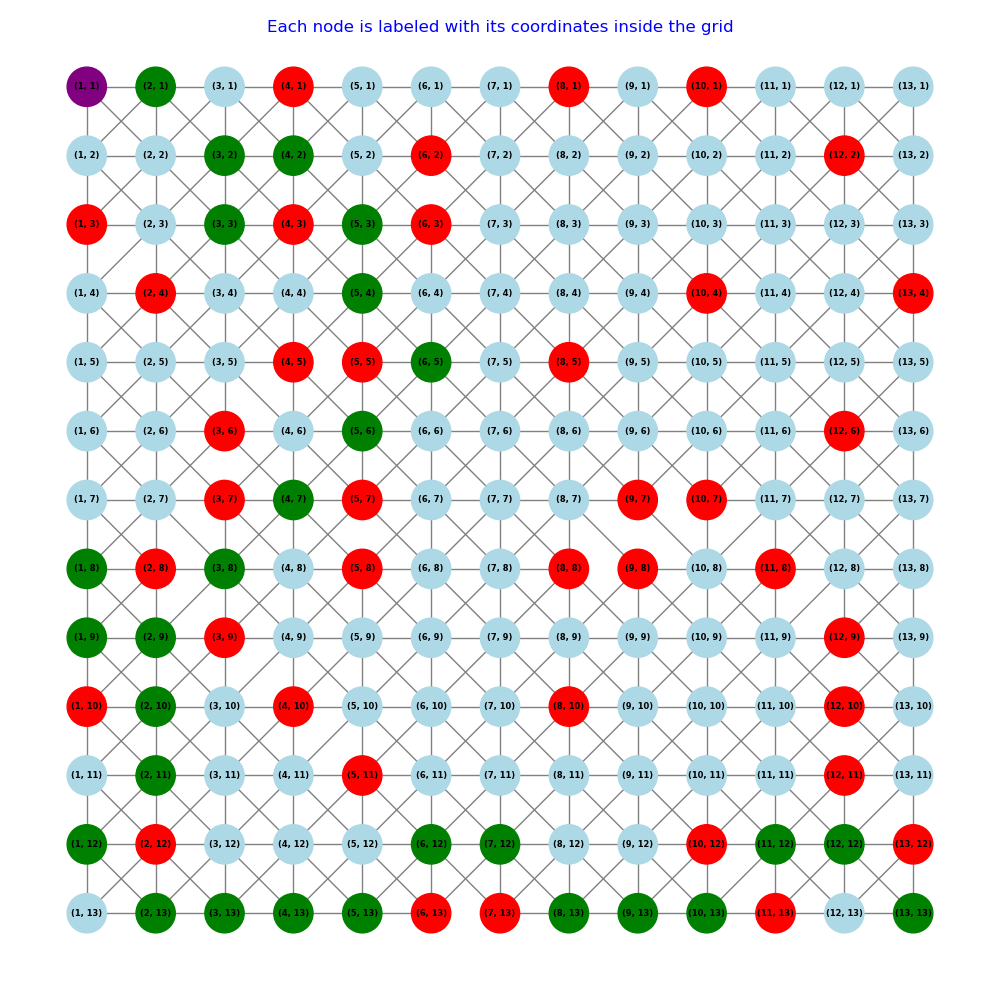 Each node is labeled with its coordinates inside the grid
(1, 1) (2, 1) (3, 1) (4, 1) (5, 1) (6, 1) (7, 1) (8, 1) (9, 1) (10, 1) (11, 1) (12, 1) (13, 1)
(1, 2) (2, 2) (3, 2) (4, 2) (5, 2) (6, 2) (7, 2) (8, 2) (9, 2) (10, 2) (11, 2) (12, 2) (13, 2)
(1, 3) (2, 3) (3, 3) (4, 3) (5, 3) (6, 3) (7, 3) (8, 3) (9, 3) (10, 3) (11, 3) (12, 3) (13, 3)
(1, 4) (2, 4) (3, 4) (4, 4) (5, 4) (6, 4) (7, 4) (8, 4) (9, 4) (10, 4) (11, 4) (12, 4) (13, 4)
(1, 5) (2, 5) (3, 5) (4, 5) (5, 5) (6, 5) (7, 5) (8, 5) (9, 5) (10, 5) (11, 5) (12, 5) (13, 5)
(1, 6) (2, 6) (3, 6) (4, 6) (5, 6) (6, 6) (7, 6) (8, 6) (9, 6) (10, 6) (11, 6) (12, 6) (13, 6)
(1, 7) (2, 7) (3, 7) (4, 7) (5, 7) (6, 7) (7, 7) (8, 7) (9, 7) (10, 7) (11, 7) (12, 7) (13, 7)
(1, 8) (2, 8) (3, 8) (4, 8) (5, 8) (6, 8) (7, 8) (8, 8) (9, 8) (10, 8) (11, 8) (12, 8) (13, 8)
(1, 9) (2, 9) (3, 9) (4, 9) (5, 9) (6, 9) (7, 9) (8, 9) (9, 9) (10, 9) (11, 9) (12, 9) (13, 9)
(1, 10) (2, 10) (3, 10) (4, 10) (5, 10) (6, 10) (7, 10) (8, 10) (9, 10) (10, 10) (11, 10) (12, 10) (13, 10)
(1, 11) (2, 11) (3, 11) (4, 11) (5, 11) (6, 11) (7, 11) (8, 11) (9, 11) (10, 11) (11, 11) (12, 11) (13, 11)
(1, 12) (2, 12) (3, 12) (4, 12) (5, 12) (6, 12) (7, 12) (8, 12) (9, 12) (10, 12) (11, 12) (12, 12) (13, 12)
(1, 13) (2, 13) (3, 13) (4, 13) (5, 13) (6, 13) (7, 13) (8, 13) (9, 13) (10, 13) (11, 13) (12, 13) (13, 13)